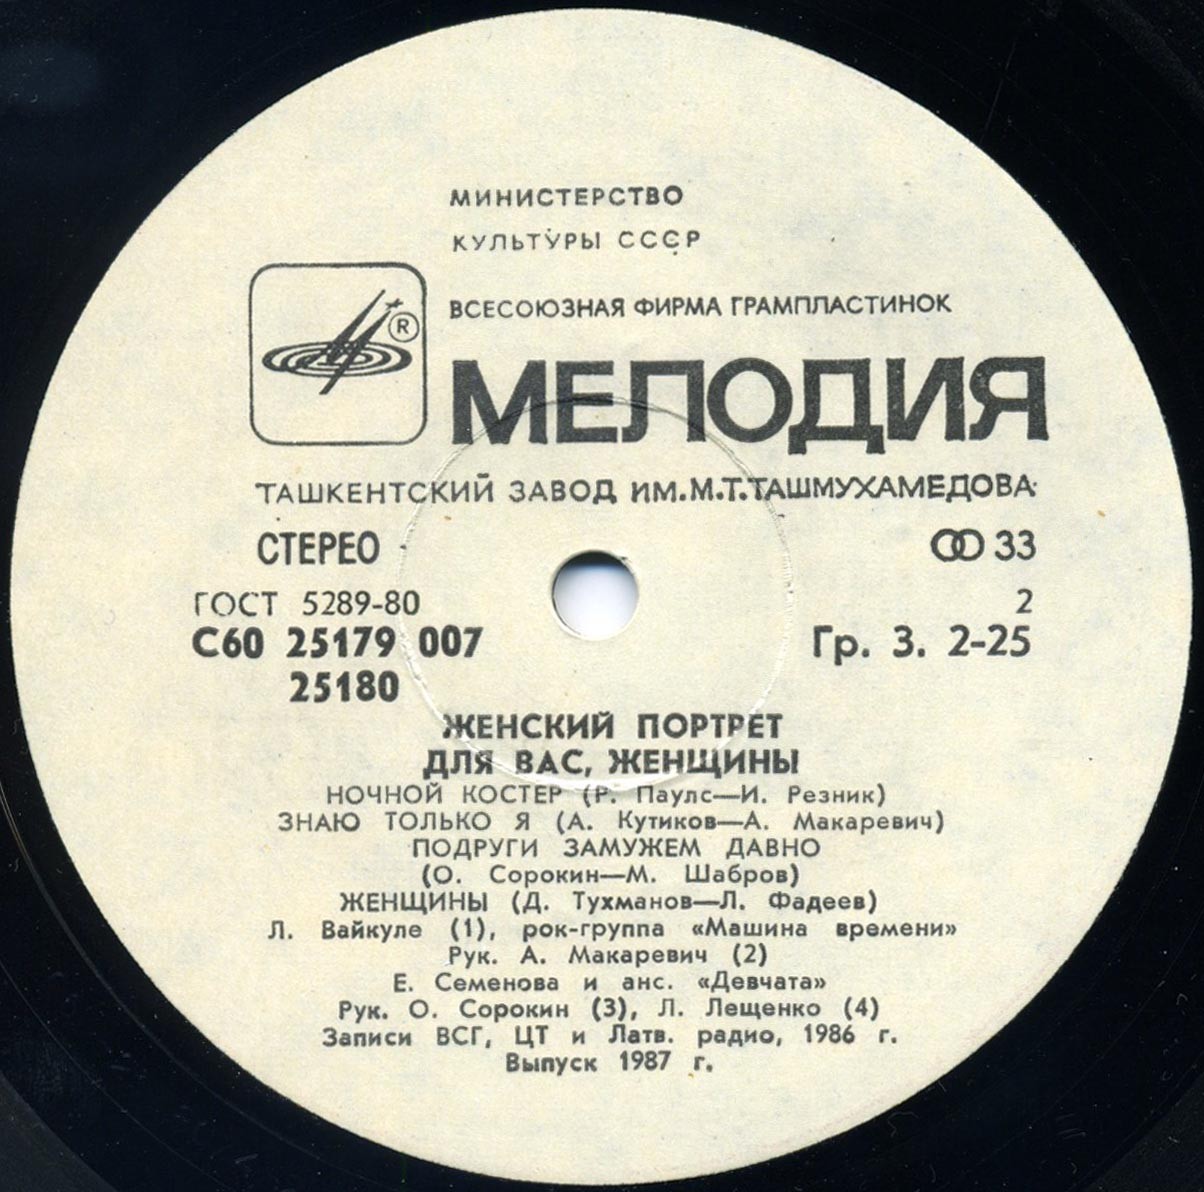 МИНИСТЕРСТВО
КУЛЬТУРЫ СССР
ВСЕСОЮЗНАЯ ФИРМА ГРАМПЛАСТИНОК
®
МЕЛОДИЯ
ТАШКЕНТСКИЙ ЗАВОД ИМ.М.Т.ТАШМУХАМЕДОВА
СТЕРЕО 33
ГОСТ 5289-80 2
С60 25179 007 Гр. 3. 2-25
25180
ЖЕНСКИЙ ПОРТРЕТ
ДЛЯ ВАС, ЖЕНЩИНЫ
НОЧНОЙ КОСТЕР (Р. Паулс—И. Резник)
ЗНАЮ ТОЛЬКО Я (А. Кутиков—А. Макаревич)
ПОДРУГИ ЗАМУЖЕМ ДАВНО
(О. Сорокин—М. Шабров)
ЖЕНЩИНЫ (Д. Тухманов—Л. Фадеев)
Л. Вайкуле (1), рок-группа «Машина времени»
Рук. А. Макаревич (2)
Е. Семенова и анс. «Девчата»
Рук. О. Сорокин (3), Л. Лещенко (4)
Записи ВСГ, ЦТ и Латв. радио, 1986 г.
Выпуск 1987 г.